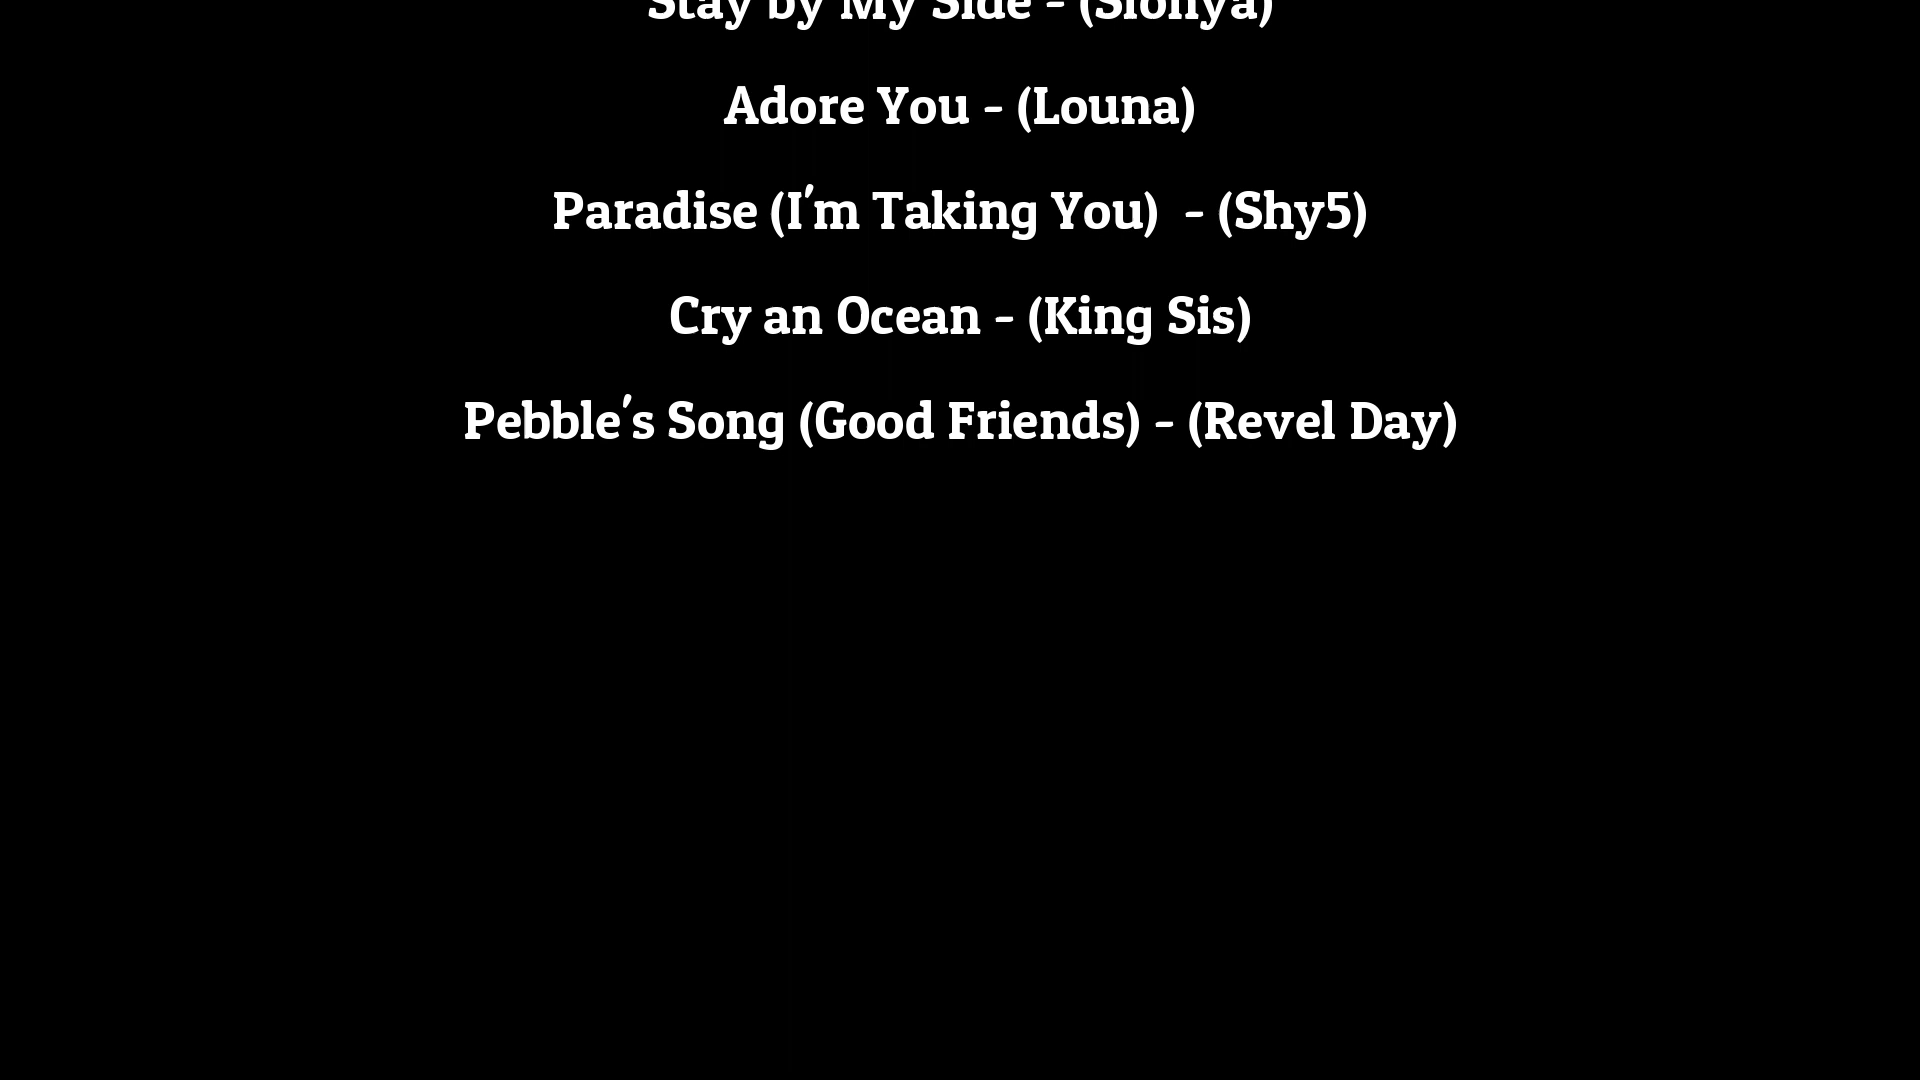 Stay by My Side - (Slonya)
Adore You - (Louna)
Paradise (I'm Taking You)  - (Shy5)
Cry an Ocean - (King Sis)
Pebble's Song (Good Friends) - (Revel Day)